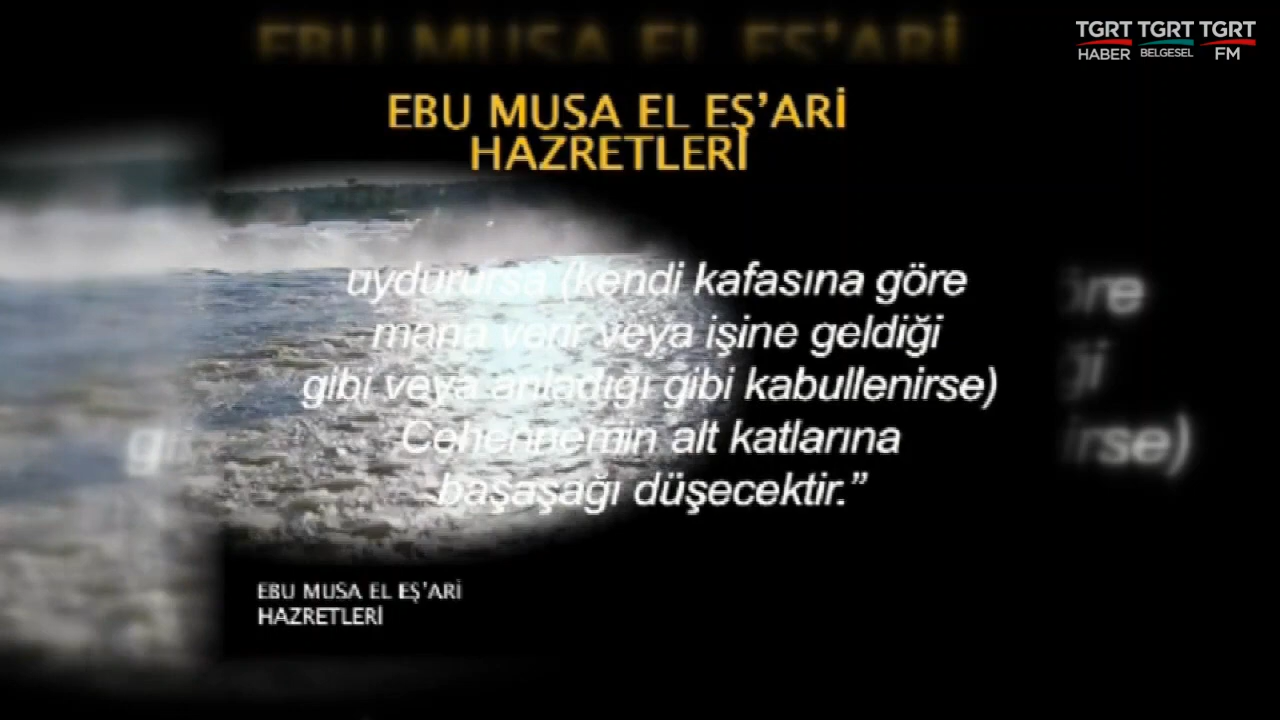 EBU MUSA EL EŞ’ARİ
TGRT TGRT TGRT
HABER BELGESEL FM
EBU MUSA EL EŞ’ARİ
HAZRETLERİ
uydurursa (kendi kafasına göre
mana verir veya işine geldiği
gibi veya anladığı gibi kabullenirse)
Cehennemin alt katlarına
başaşağı düşecektir.”
EBU MUSA EL EŞ’ARİ
HAZRETLERİ